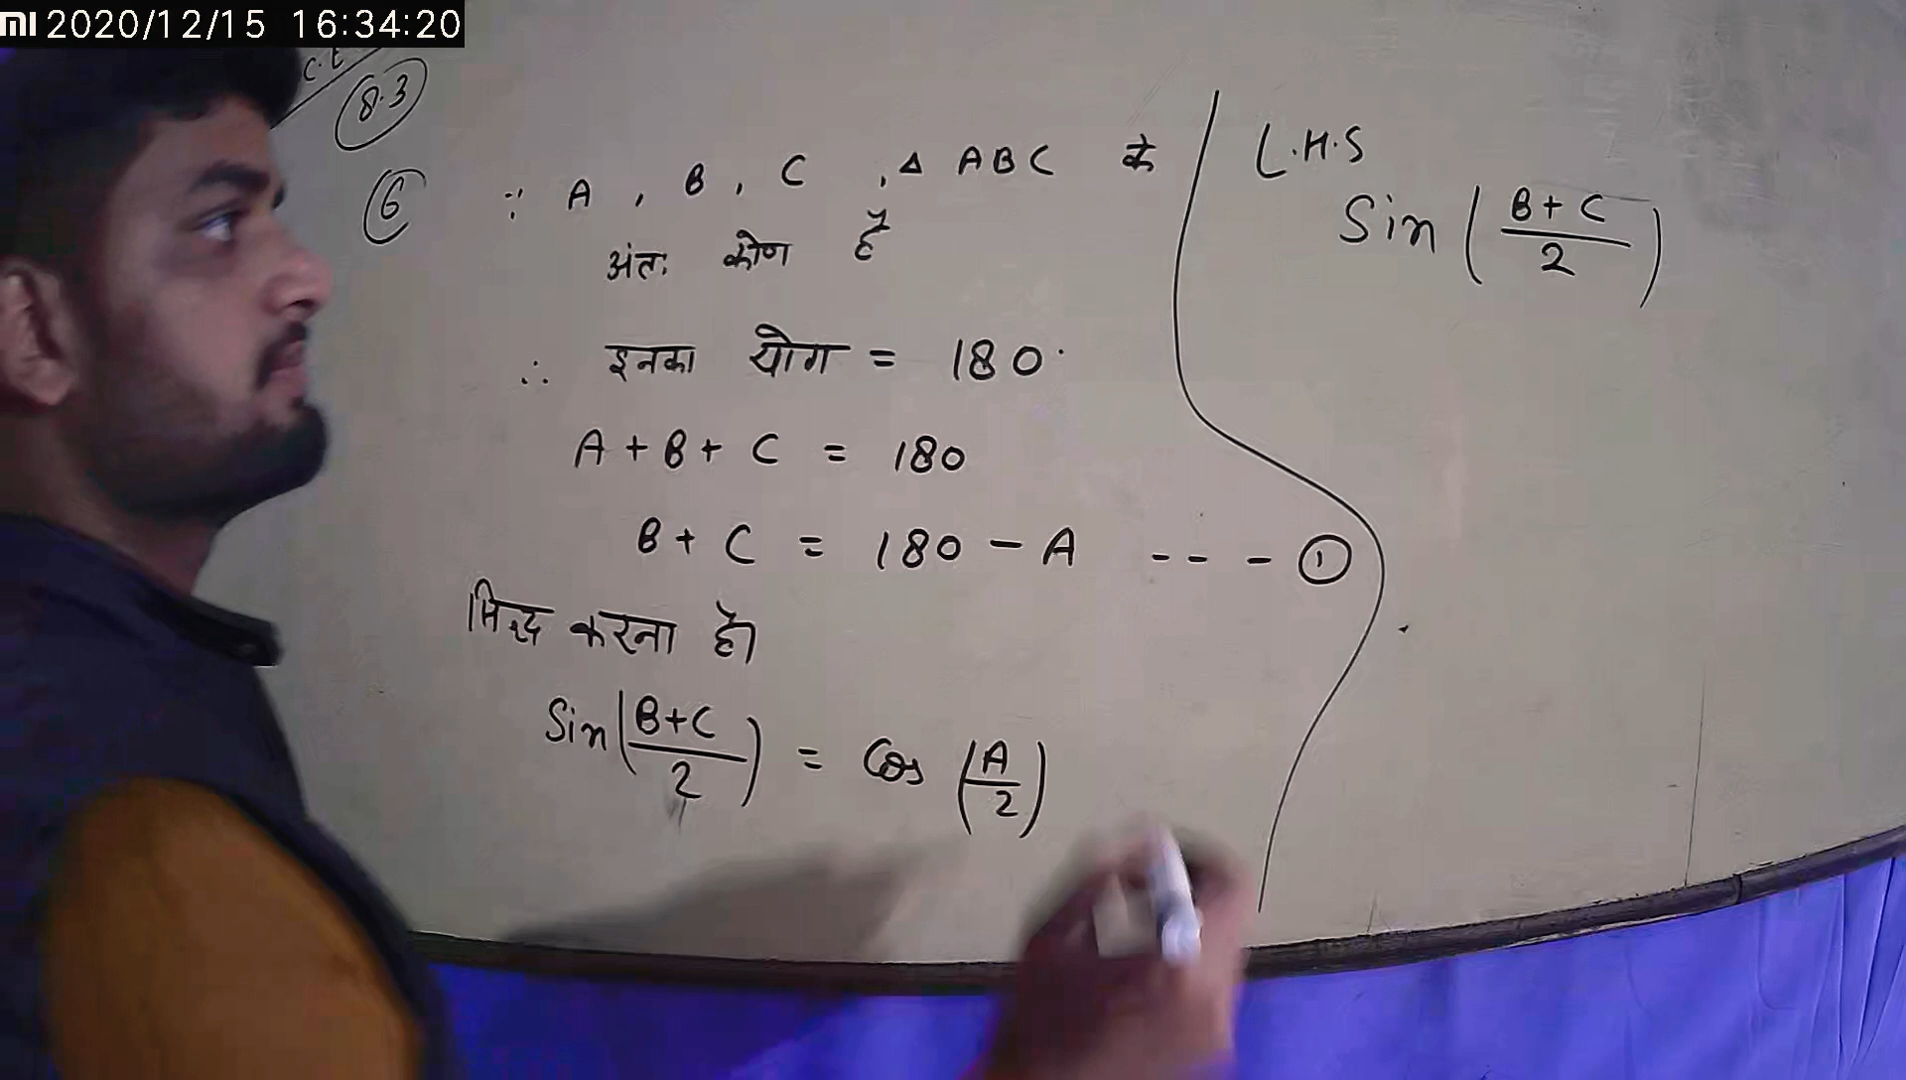 MI 2020/12/15 16:34:20
8.3
6 ∵ A , B , C , △ ABC के
अंतः कोण हैं
∴ इनका योग = 180°
A + B + C = 180
B + C = 180 - A --- ①
सिद्ध करना है।
Sin(B+C/2) = Cos(A/2)
L.H.S
Sin(B+C/2)